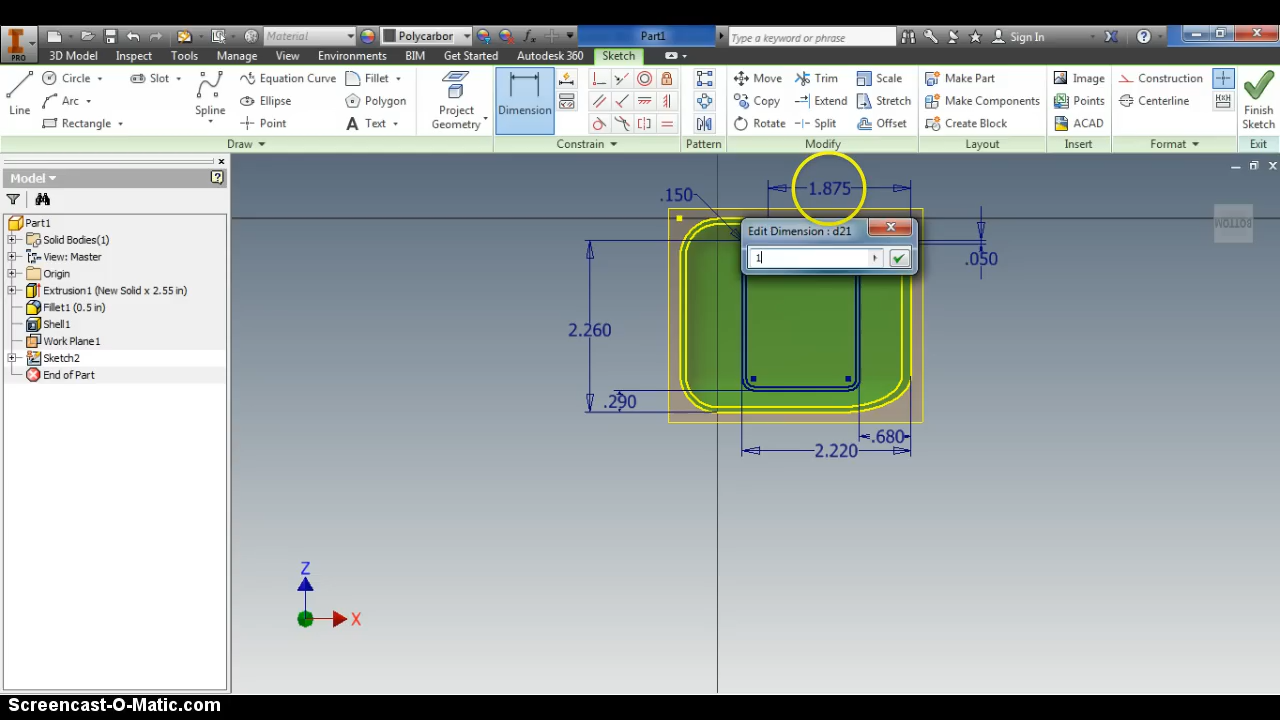 Material
Polycarbor
Part1
Type a keyword or phrase
Sign In
PRO
3D Model
Inspect
Tools
Manage
View
Environments
BIM
Get Started
Autodesk 360
Sketch
Line
Circle
Arc
Rectangle
Slot
Spline
Equation Curve
Ellipse
Point
Fillet
Polygon
Text
Project
Geometry
Dimension
Move
Copy
Rotate
Trim
Extend
Split
Scale
Stretch
Offset
Make Part
Make Components
Create Block
Image
Points
ACAD
Construction
Centerline
Finish
Sketch
Draw
Constrain
Pattern
Modify
Layout
Insert
Format
Exit
Model
Part1
Solid Bodies(1)
View: Master
Origin
Extrusion1 (New Solid x 2.55 in)
Fillet1 (0.5 in)
Shell1
Work Plane1
Sketch2
End of Part
.150
1.875
Edit Dimension : d21
1
.050
2.260
.290
.680
2.220
BOTTOM
Z
X
Screencast-O-Matic.com